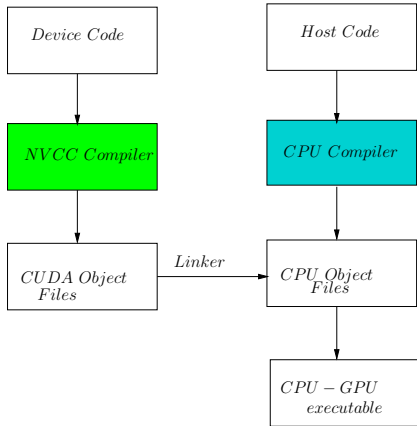 Device Code
Host Code
NVCC Compiler
CPU Compiler
CUDA Object
Files
Linker
CPU Object
Files
CPU − GPU
executable